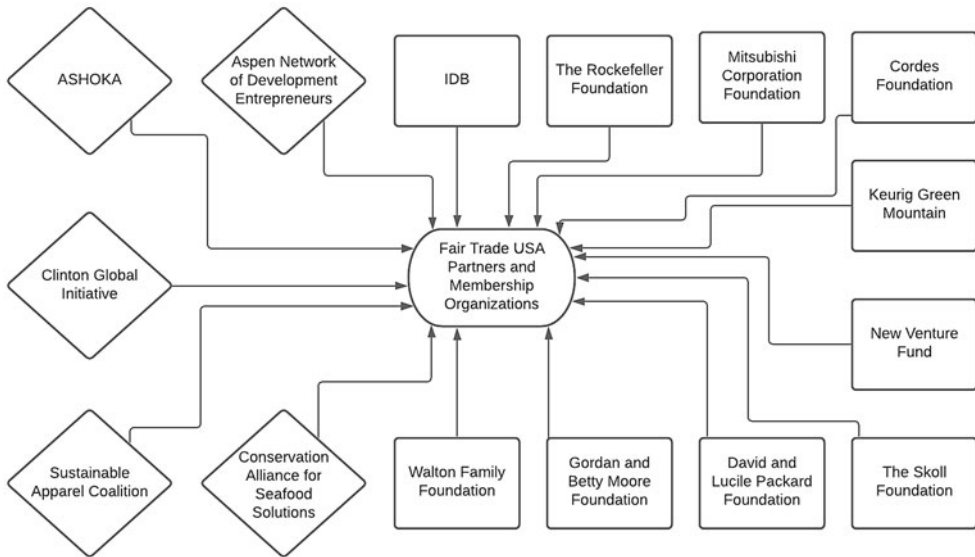 ASHOKA
Aspen Network
of Development
Entrepreneurs
IDB
The Rockefeller
Foundation
Mitsubishi
Corporation
Foundation
Cordes
Foundation
Keurig Green
Mountain
Clinton Global
Initiative
Fair Trade USA
Partners and
Membership
Organizations
New Venture
Fund
Sustainable
Apparel Coalition
Conservation
Alliance for
Seafood
Solutions
Walton Family
Foundation
Gordan and
Betty Moore
Foundation
David and
Lucile Packard
Foundation
The Skoll
Foundation